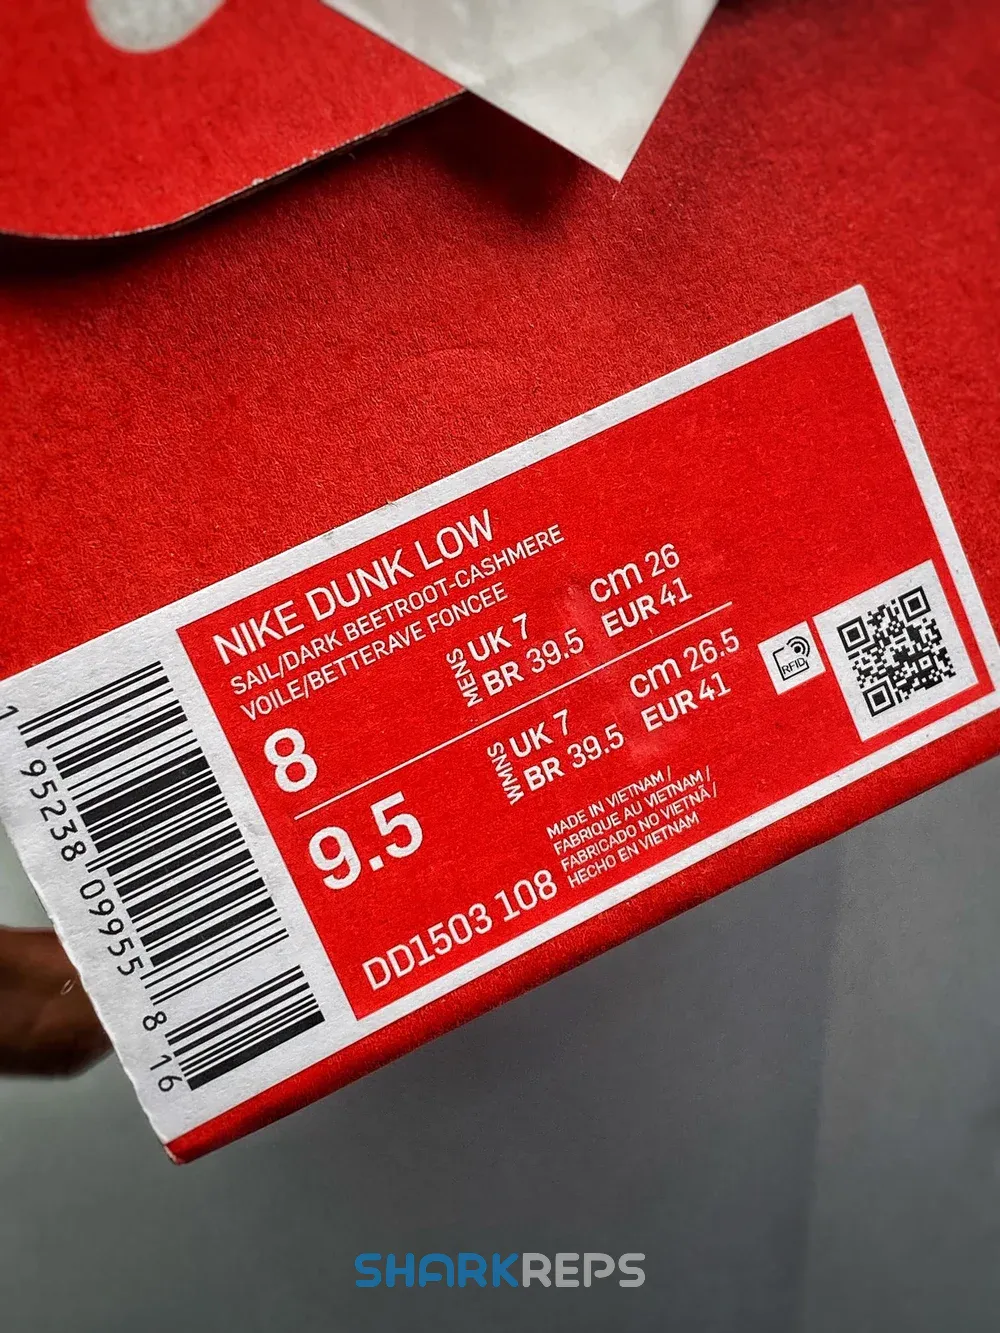 NIKE DUNK LOW
SAIL/DARK BEETROOT-CASHMERE
VOILE/BETTERAVE FONCEE
8
MENS
UK 7
cm 26
BR 39.5
EUR 41
9.5
WMNS
UK 7
cm 26.5
BR 39.5
EUR 41
RFID
DD1503 108
MADE IN VIETNAM /
FABRIQUE AU VIETNAM /
FABRICADO NO VIETNÃ /
HECHO EN VIETNAM
1 95238 09955 8 16
SHARKREPS